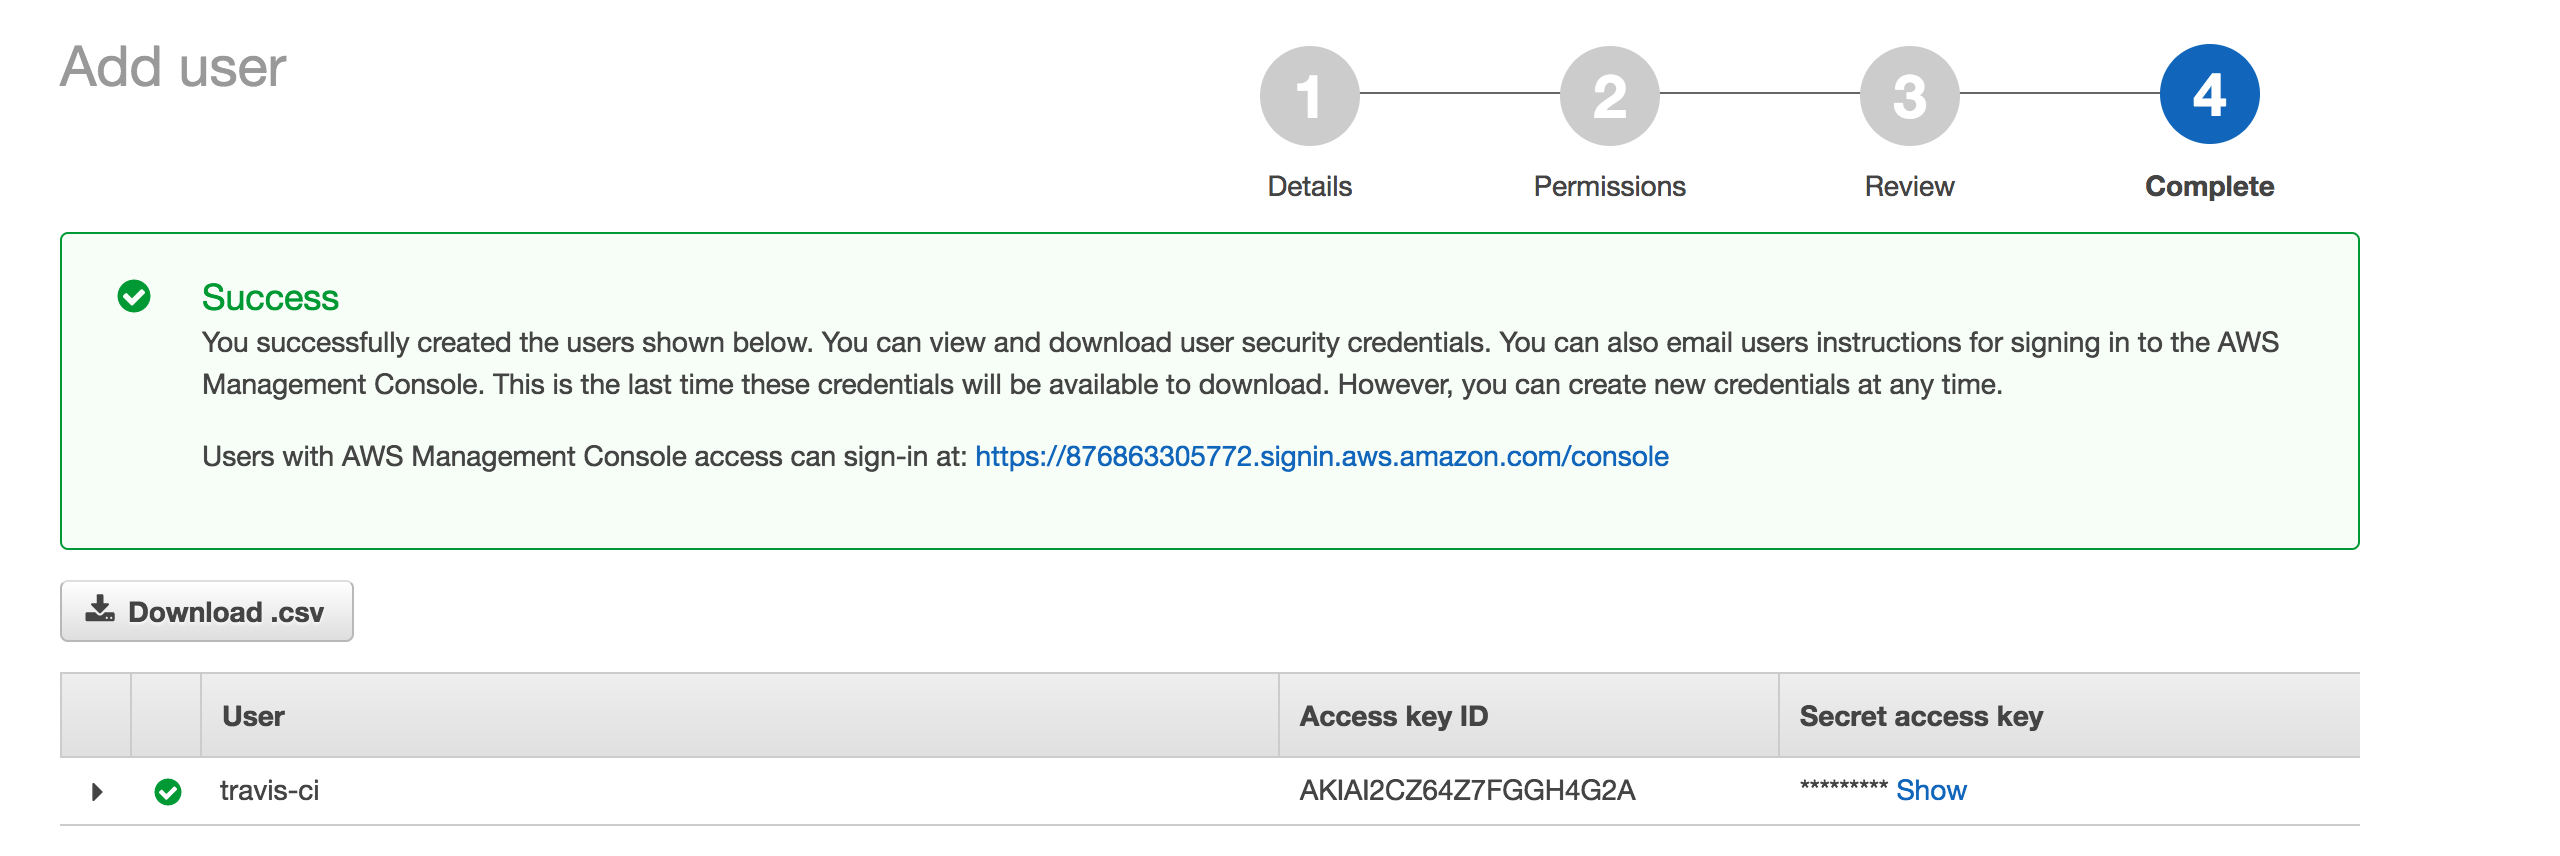 Add user
1
2
3
4
Details
Permissions
Review
Complete
Success
You successfully created the users shown below. You can view and download user security credentials. You can also email users instructions for signing in to the AWS
Management Console. This is the last time these credentials will be available to download. However, you can create new credentials at any time.
Users with AWS Management Console access can sign-in at: https://876863305772.signin.aws.amazon.com/console
Download .csv
User
Access key ID
Secret access key
travis-ci
AKIAI2CZ64Z7FGGH4G2A
********* Show